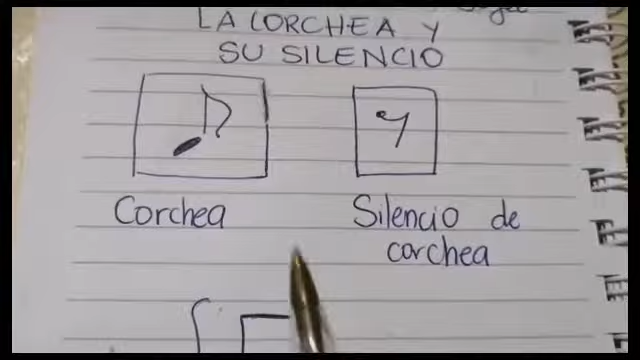 LA CORCHEA Y
SU SILENCIO
Corchea
Silencio de
corchea